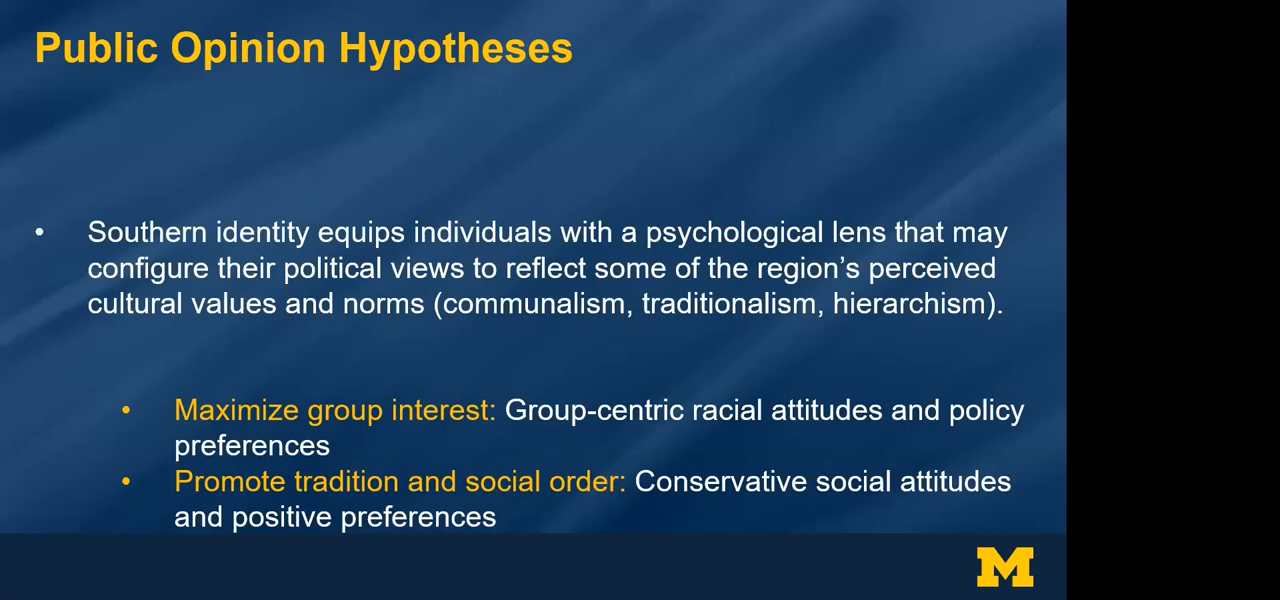 Public Opinion Hypotheses
• Southern identity equips individuals with a psychological lens that may
configure their political views to reflect some of the region’s perceived
cultural values and norms (communalism, traditionalism, hierarchism).
• Maximize group interest: Group-centric racial attitudes and policy
preferences
• Promote tradition and social order: Conservative social attitudes
and positive preferences
M